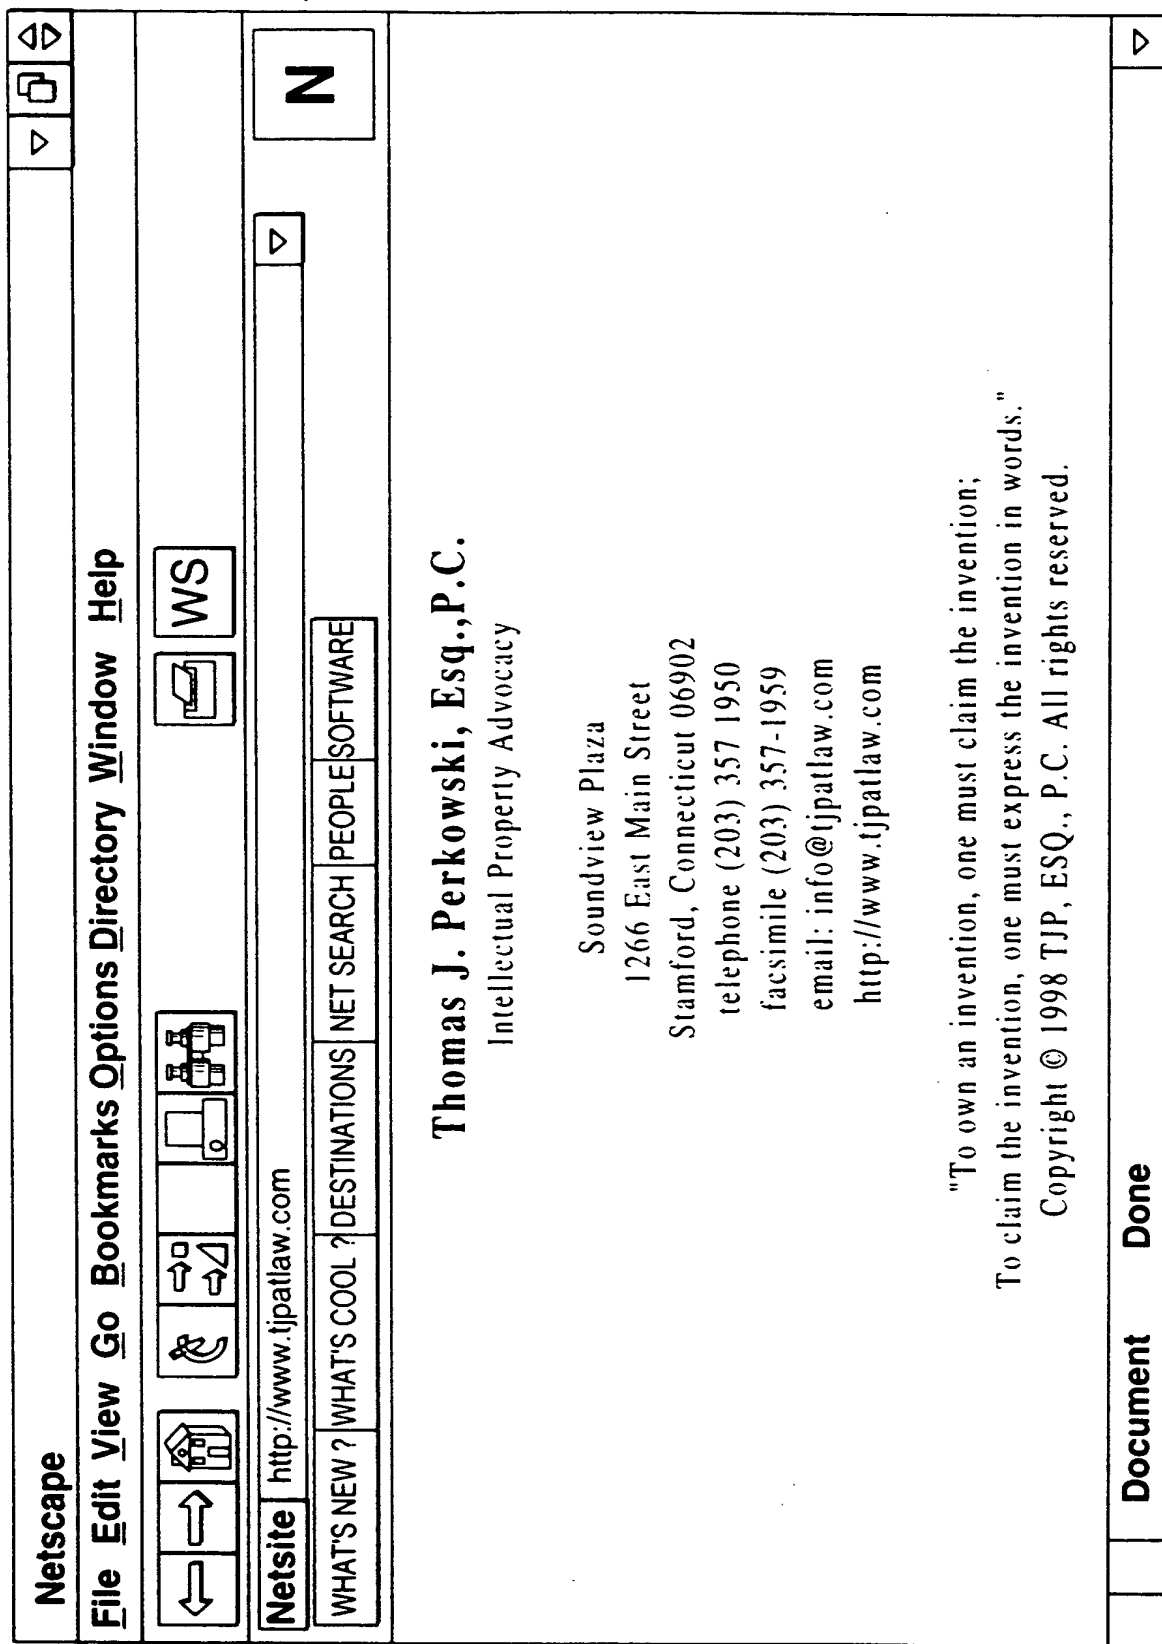 Netscape
File Edit View Go Bookmarks Options Directory Window Help
WS
Netsite http://www.tjpatlaw.com
N
WHAT'S NEW ? WHAT'S COOL ? DESTINATIONS NET SEARCH PEOPLE SOFTWARE
Thomas J. Perkowski, Esq.,P.C.
Intellectual Property Advocacy
Soundview Plaza
1266 East Main Street
Stamford, Connecticut 06902
telephone (203) 357 1950
facsimile (203) 357-1959
email: info@tjpatlaw.com
http://www.tjpatlaw.com
"To own an invention, one must claim the invention;
To claim the invention, one must express the invention in words."
Copyright © 1998 TJP, ESQ., P.C. All rights reserved.
Document Done